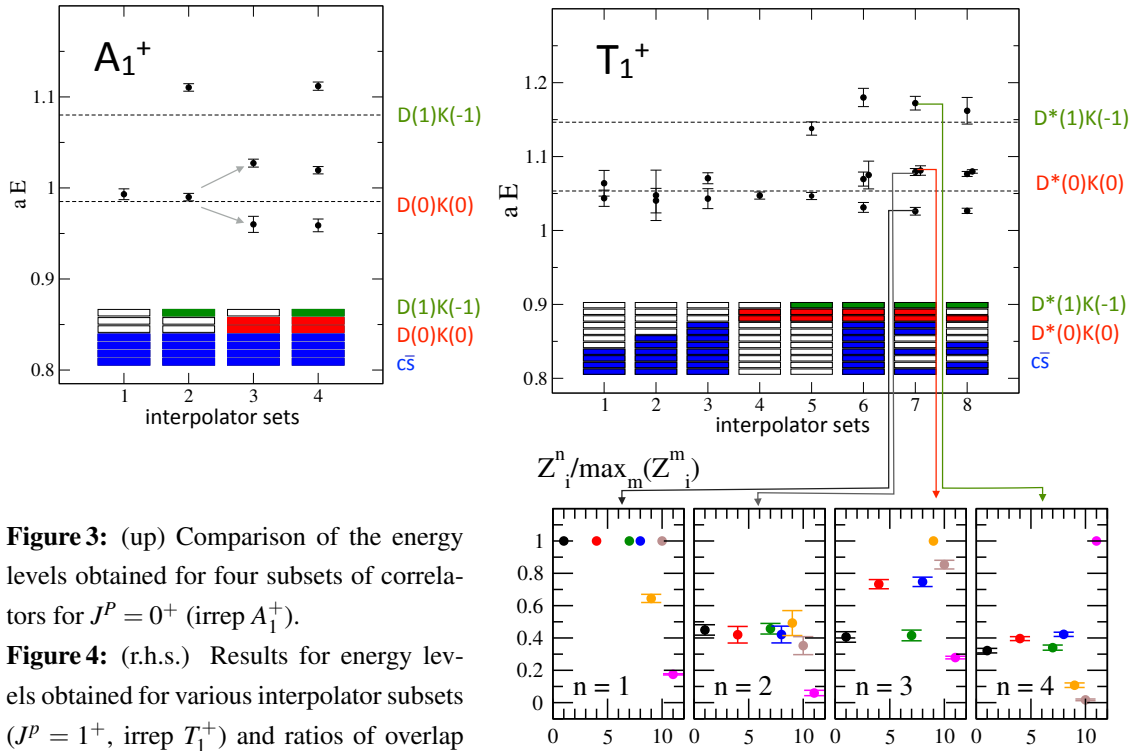 A₁⁺
1.1
1
0.9
0.8
a E
D(1)K(-1)
D(0)K(0)
D(1)K(-1)
D(0)K(0)
cs̄
1 2 3 4
interpolator sets
T₁⁺
1.2
1.1
1
0.9
0.8
a E
D*(1)K(-1)
D*(0)K(0)
D*(1)K(-1)
D*(0)K(0)
cs̄
1 2 3 4 5 6 7 8
interpolator sets
Zⁿᵢ/maxₘ(Zᵐᵢ)
1
0.8
0.6
0.4
0.2
0
n = 1 n = 2 n = 3 n = 4
0 5 10 0 5 10 0 5 10 0 5 10
Figure 3: (up) Comparison of the energy
levels obtained for four subsets of correla-
tors for Jᴾ = 0⁺ (irrep A₁⁺).
Figure 4: (r.h.s.) Results for energy lev-
els obtained for various interpolator subsets
(Jᵖ = 1⁺, irrep T₁⁺) and ratios of overlap